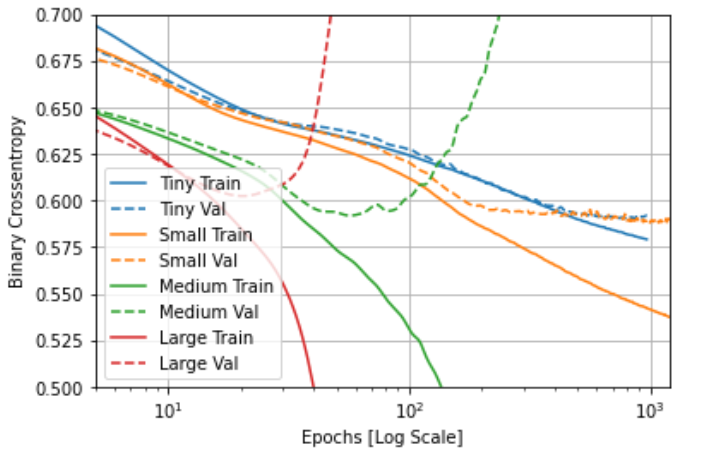 0.700
0.675
0.650
0.625
0.600
0.575
0.550
0.525
0.500
Binary Crossentropy
Tiny Train
Tiny Val
Small Train
Small Val
Medium Train
Medium Val
Large Train
Large Val
10¹
10²
10³
Epochs [Log Scale]